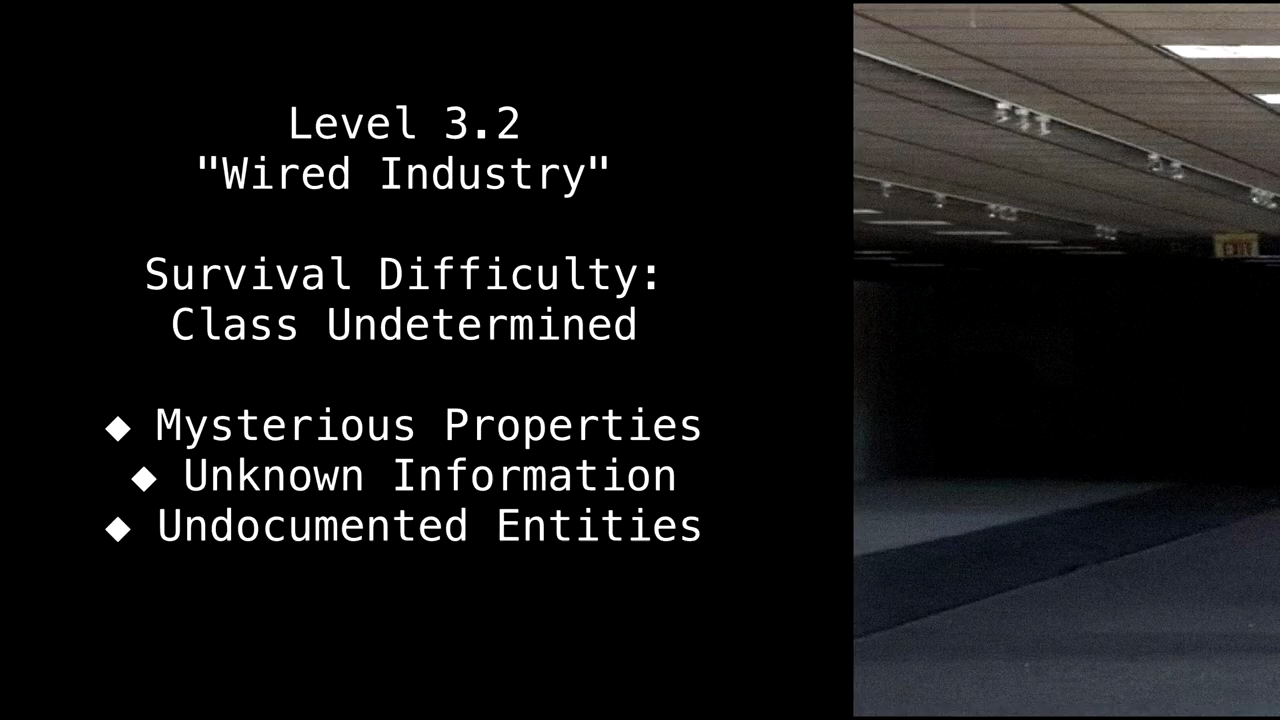 Level 3.2
"Wired Industry"
Survival Difficulty:
Class Undetermined
◆ Mysterious Properties
◆ Unknown Information
◆ Undocumented Entities
EXIT